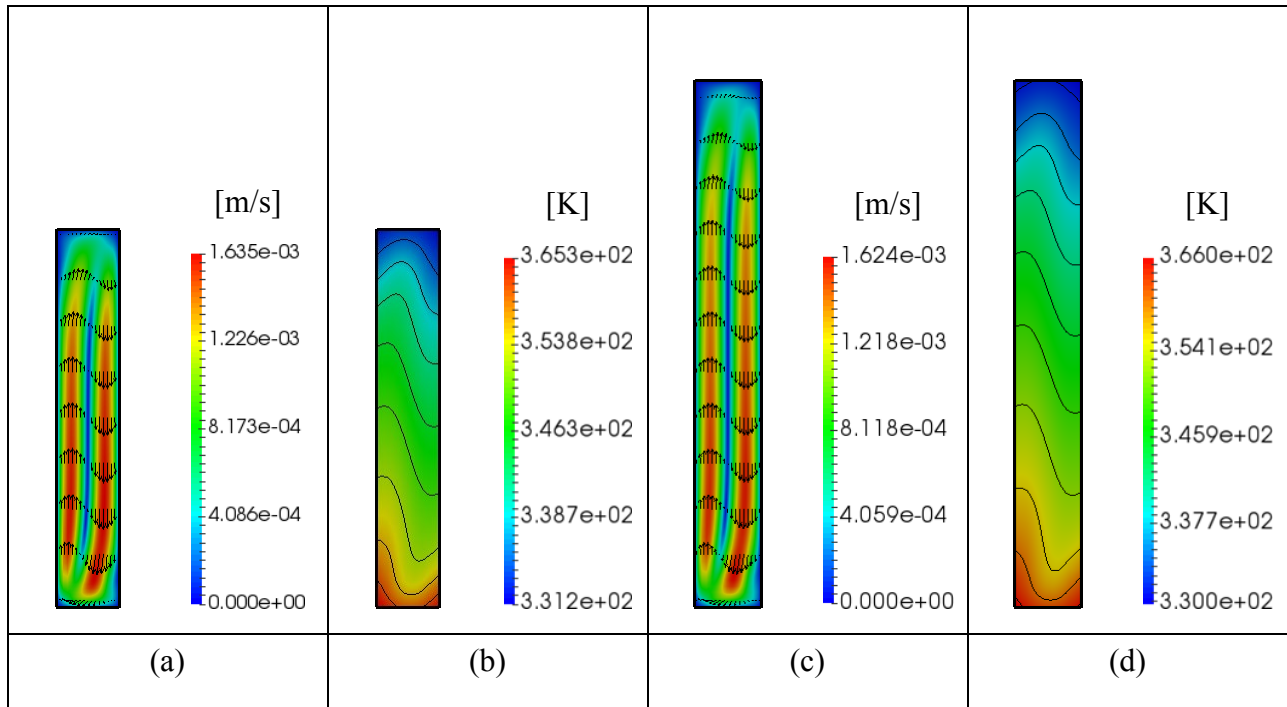 [m/s]
1.635e-03
1.226e-03
8.173e-04
4.086e-04
0.000e+00
(a)
[K]
3.653e+02
3.538e+02
3.463e+02
3.387e+02
3.312e+02
(b)
[m/s]
1.624e-03
1.218e-03
8.118e-04
4.059e-04
0.000e+00
(c)
[K]
3.660e+02
3.541e+02
3.459e+02
3.377e+02
3.300e+02
(d)